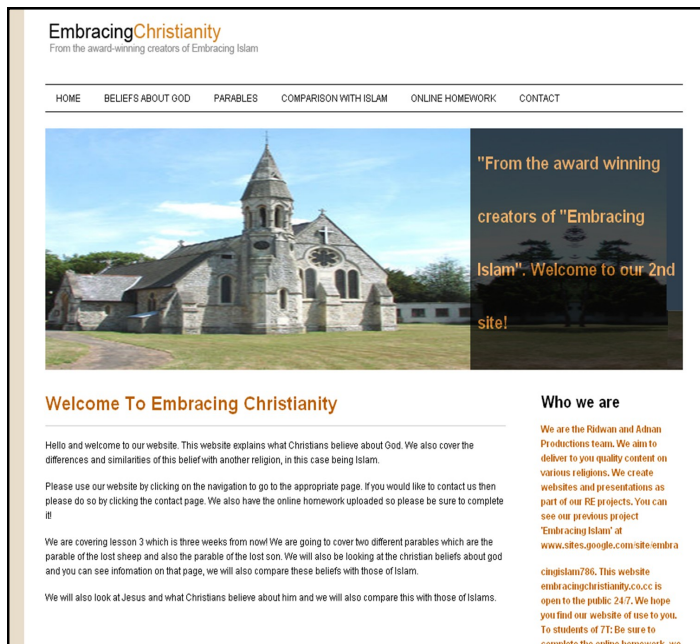 EmbracingChristianity
From the award-winning creators of Embracing Islam
HOME BELIEFS ABOUT GOD PARABLES COMPARISON WITH ISLAM ONLINE HOMEWORK CONTACT
"From the award winning
creators of "Embracing
Islam". Welcome to our 2nd
site!
Welcome To Embracing Christianity
Hello and welcome to our website. This website explains what Christians believe about God. We also cover the
differences and similarities of this belief with another religion, in this case being Islam.
Please use our website by clicking on the navigation to go to the appropriate page. If you would like to contact us then
please do so by clicking the contact page. We also have the online homework uploaded so please be sure to complete
it!
We are covering lesson 3 which is three weeks from now! We are going to cover two different parables which are the
parable of the lost sheep and also the parable of the lost son. We will also be looking at the christian beliefs about god
and you can see infomation on that page, we will also compare these beliefs with those of Islam.
We will also look at Jesus and what Christians believe about him and we will also compare this with those of Islams.
Who we are
We are the Ridwan and Adnan
Productions team. We aim to
deliver to you quality content on
various religions. We create
websites and presentations as
part of our RE projects. You can
see our previous project
'Embracing Islam' at
www.sites.google.com/site/embra
cingislam786. This website
embracingchristianity.co.cc is
open to the public 24/7. We hope
you find our website of use to you.
To students of 7T: Be sure to
complete the online homework, we